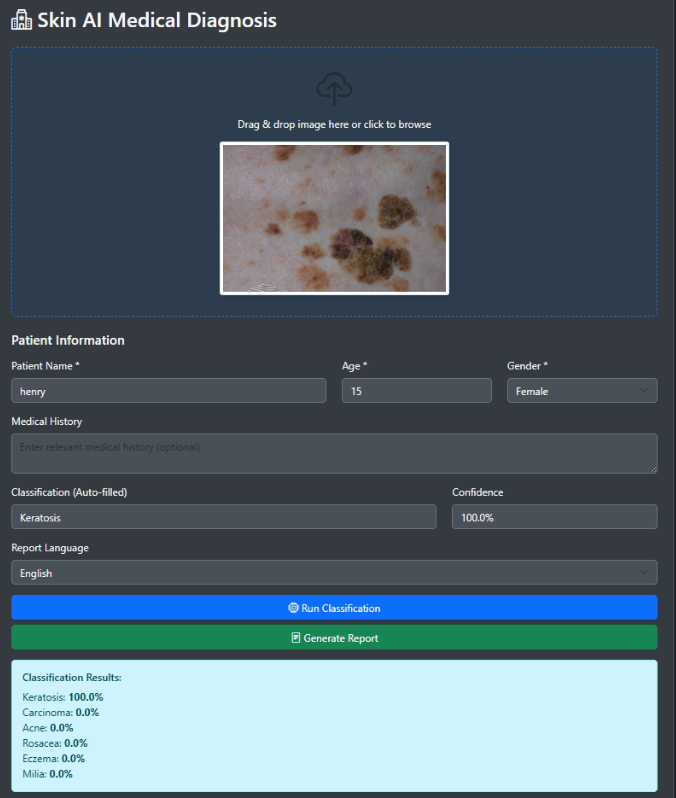 Skin AI Medical Diagnosis
Drag & drop image here or click to browse
Patient Information
Patient Name * Age * Gender *
henry 15 Female
Medical History
Enter relevant medical history (optional)
Classification (Auto-filled) Confidence
Keratosis 100.0%
Report Language
English
Run Classification
Generate Report
Classification Results:
Keratosis: 100.0%
Carcinoma: 0.0%
Acne: 0.0%
Rosacea: 0.0%
Eczema: 0.0%
Milia: 0.0%